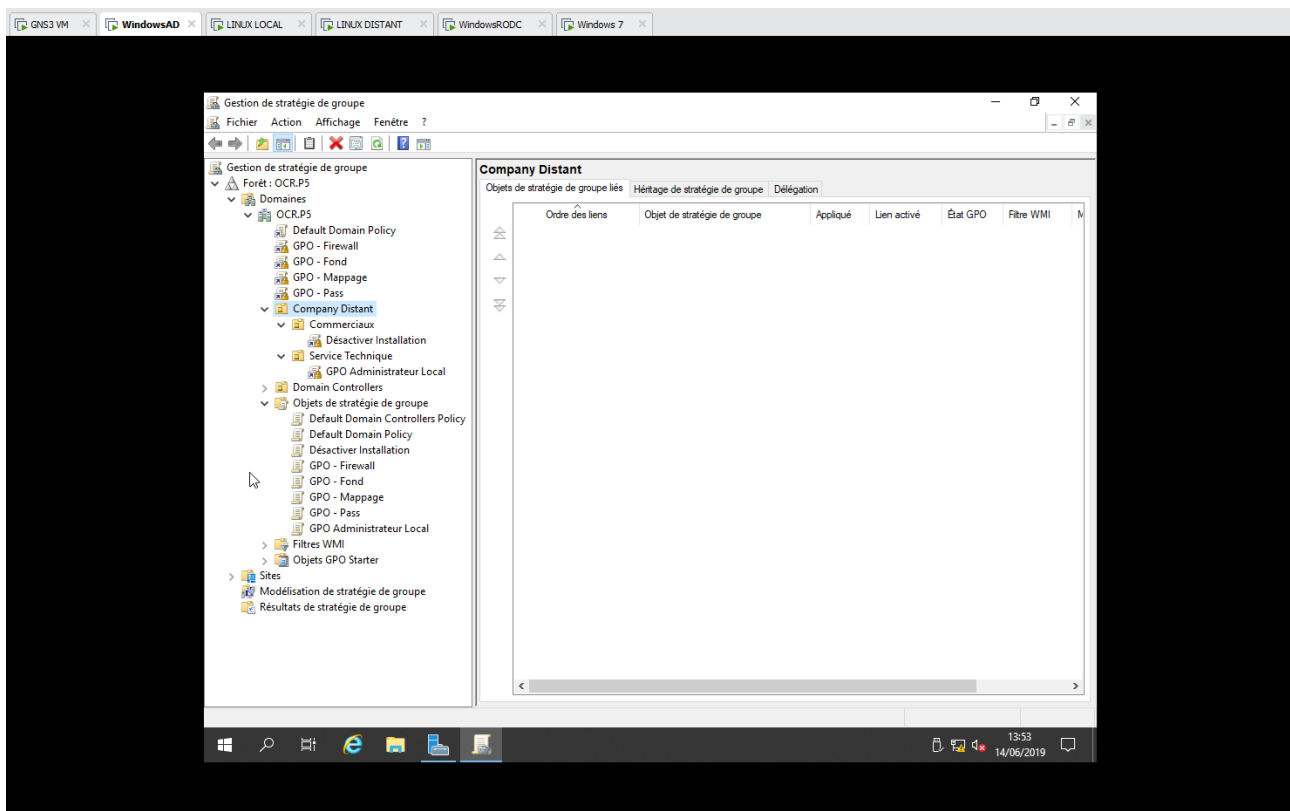 GNS3 VM
WindowsAD
LINUX LOCAL
LINUX DISTANT
WindowsRODC
Windows 7
Gestion de stratégie de groupe
Fichier Action Affichage Fenêtre ?
Gestion de stratégie de groupe
Forêt : OCR.P5
Domaines
OCR.P5
Default Domain Policy
GPO - Firewall
GPO - Fond
GPO - Mappage
GPO - Pass
Company Distant
Commerciaux
Désactiver Installation
Service Technique
GPO Administrateur Local
Domain Controllers
Objets de stratégie de groupe
Default Domain Controllers Policy
Default Domain Policy
Désactiver Installation
GPO - Firewall
GPO - Fond
GPO - Mappage
GPO - Pass
GPO Administrateur Local
Filtres WMI
Objets GPO Starter
Sites
Modélisation de stratégie de groupe
Résultats de stratégie de groupe
Company Distant
Objets de stratégie de groupe liés Héritage de stratégie de groupe Délégation
Ordre des liens Objet de stratégie de groupe Appliqué Lien activé État GPO Filtre WMI M
13:53
14/06/2019